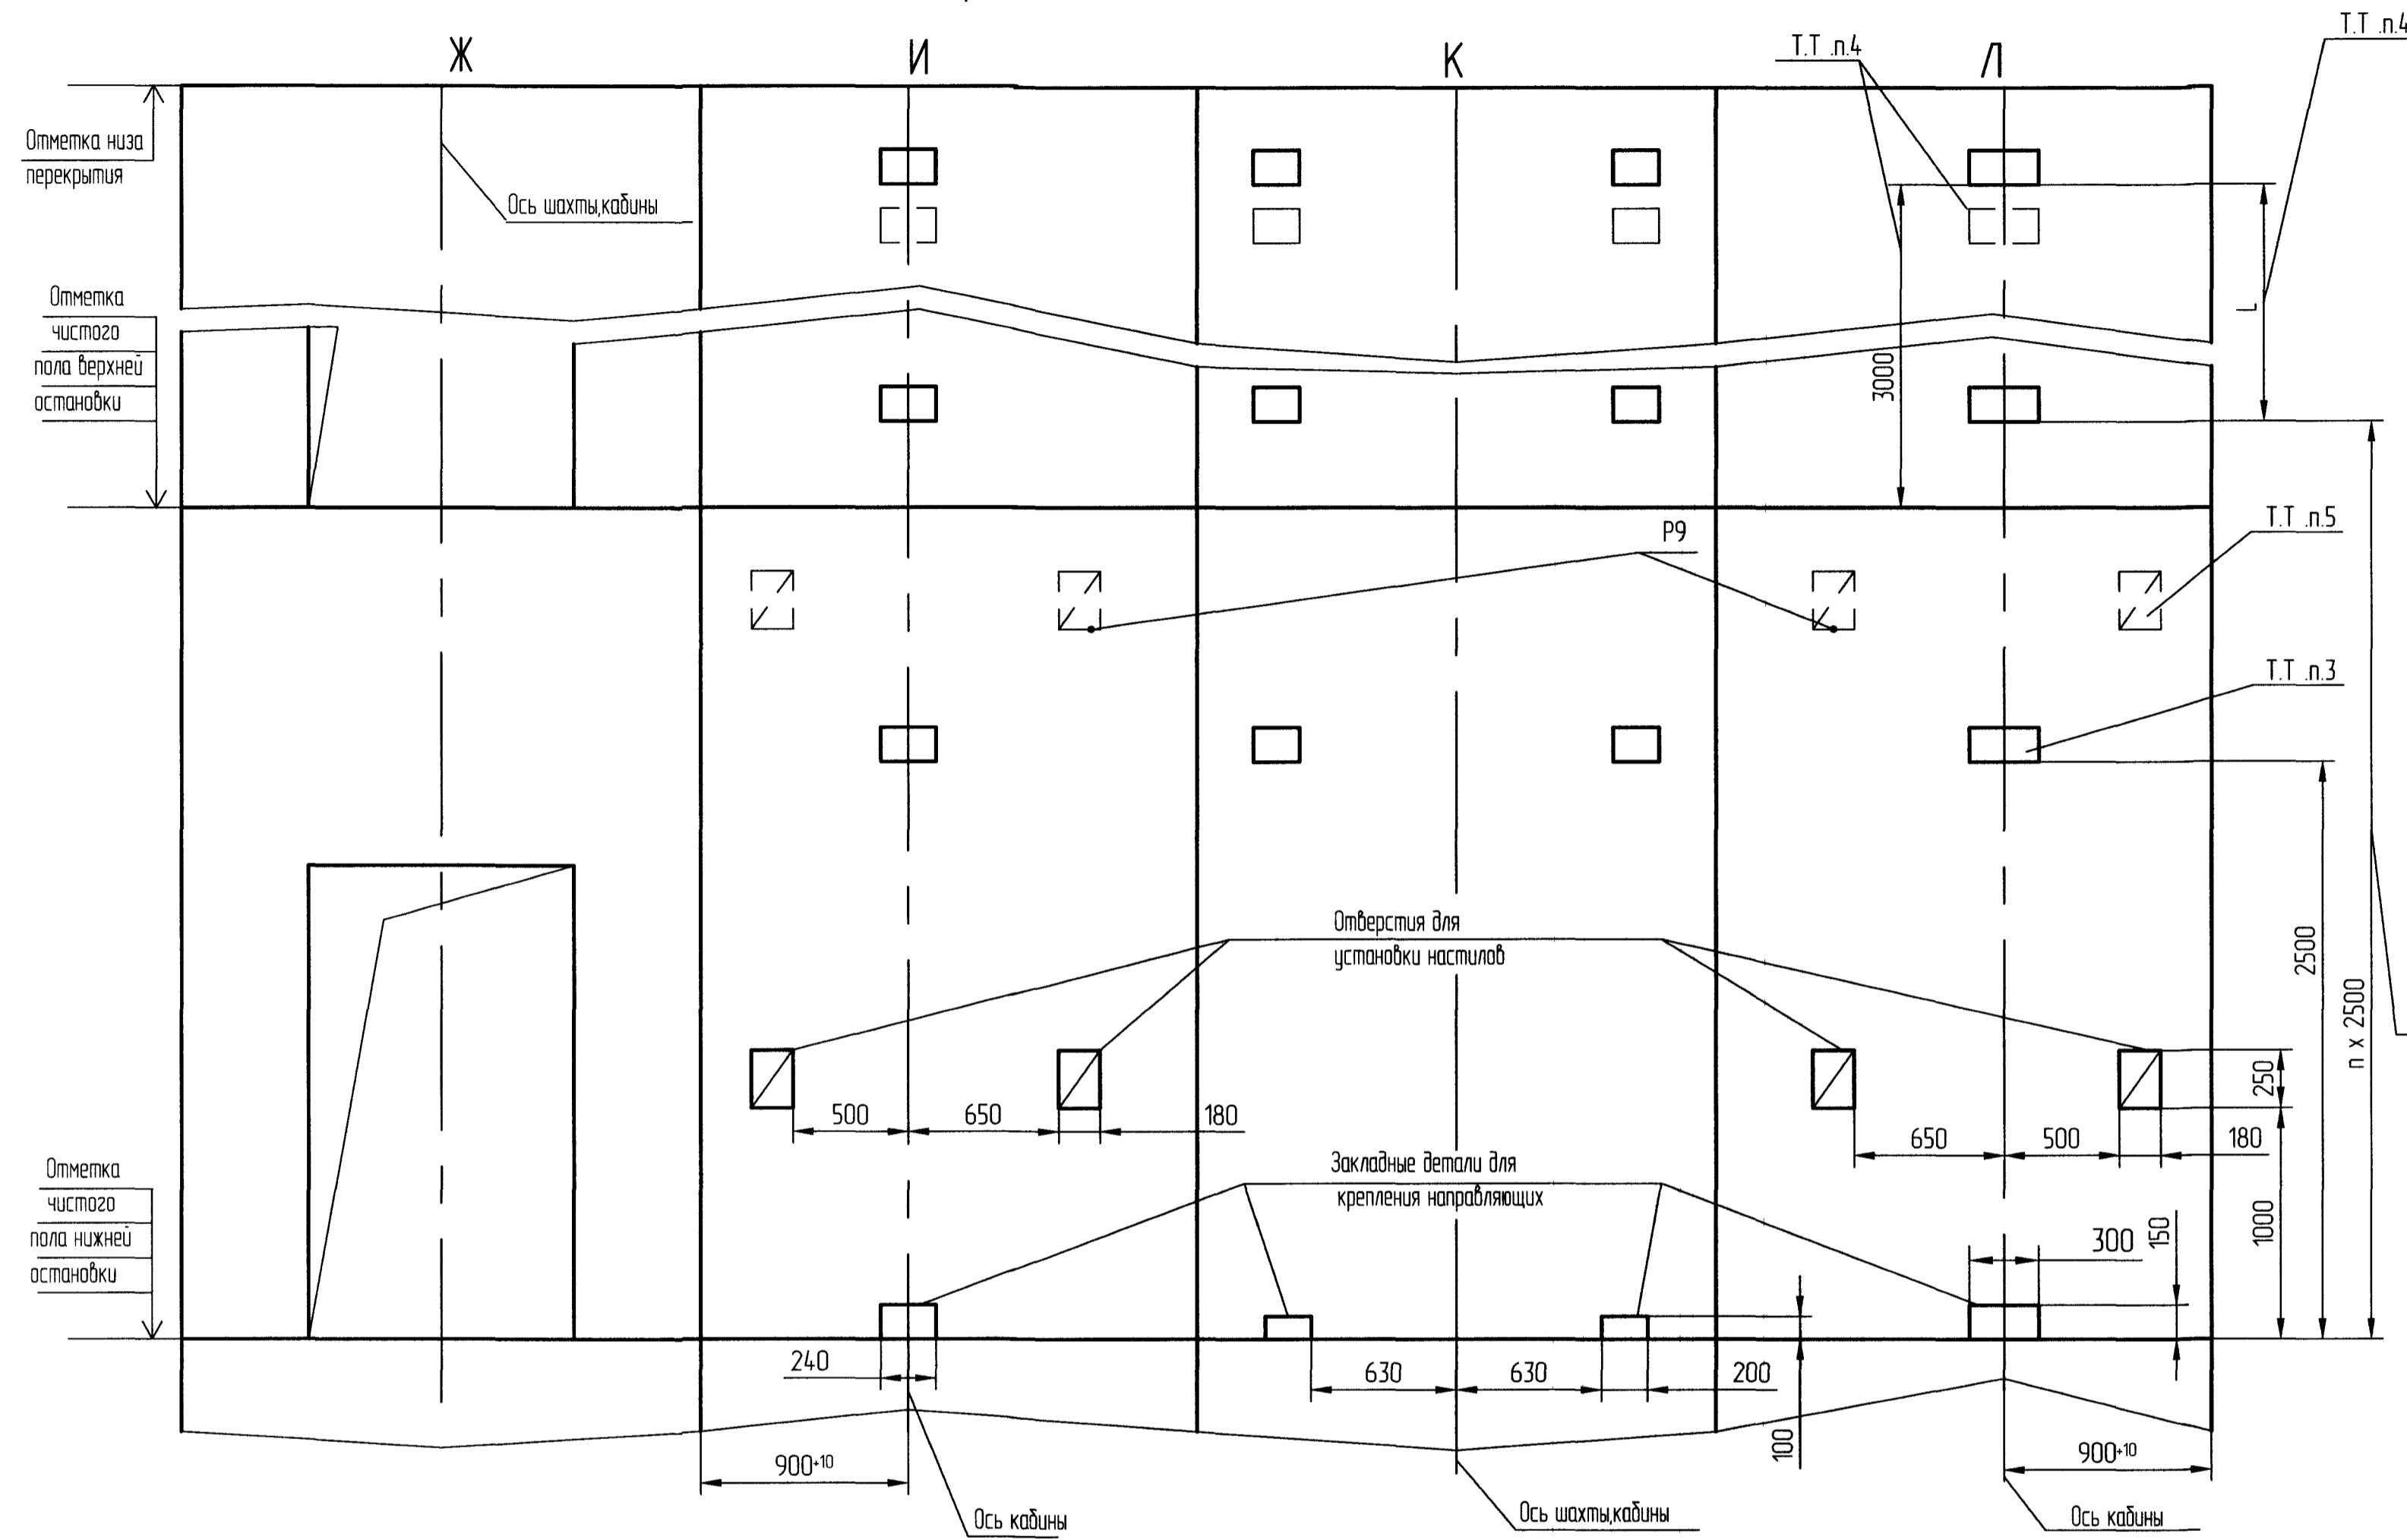 Ж
И
К
Л
Т.Т .п.4
Т.Т .п.4
Отметка низа
перекрытия
Ось шахты,кабины
Отметка
чистого
пола верхней
остановки
3000
L
Р9
Т.Т .п.5
Т.Т .п.3
Отверстия для
установки настилов
2500
n x 2500
250
500
650
180
650
500
180
1000
Закладные детали для
крепления направляющих
Отметка
чистого
пола нижней
остановки
300
150
240
630
630
200
100
900+10
900+10
Ось кабины
Ось шахты,кабины
Ось кабины